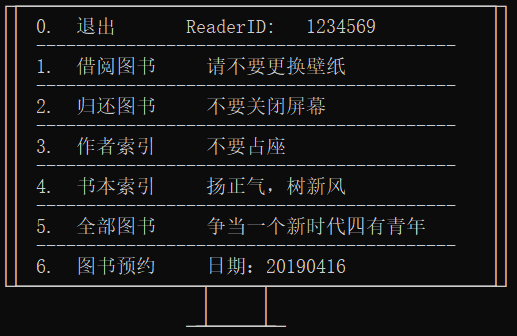 0. 退出 ReaderID: 1234569
1. 借阅图书 请不要更换壁纸
2. 归还图书 不要关闭屏幕
3. 作者索引 不要占座
4. 书本索引 扬正气，树新风
5. 全部图书 争当一个新时代四有青年
6. 图书预约 日期：20190416